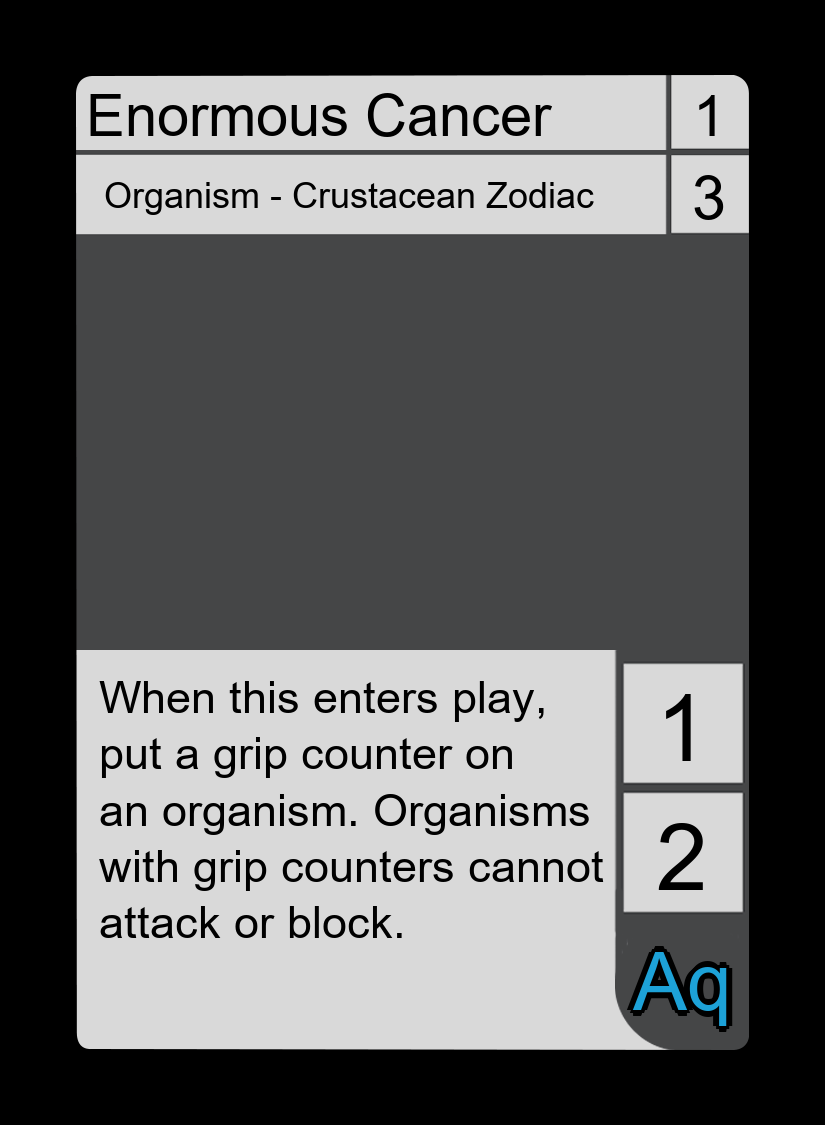 Enormous Cancer 1
Organism - Crustacean Zodiac 3
When this enters play,
put a grip counter on
an organism. Organisms
with grip counters cannot
attack or block.
1
2
Aq